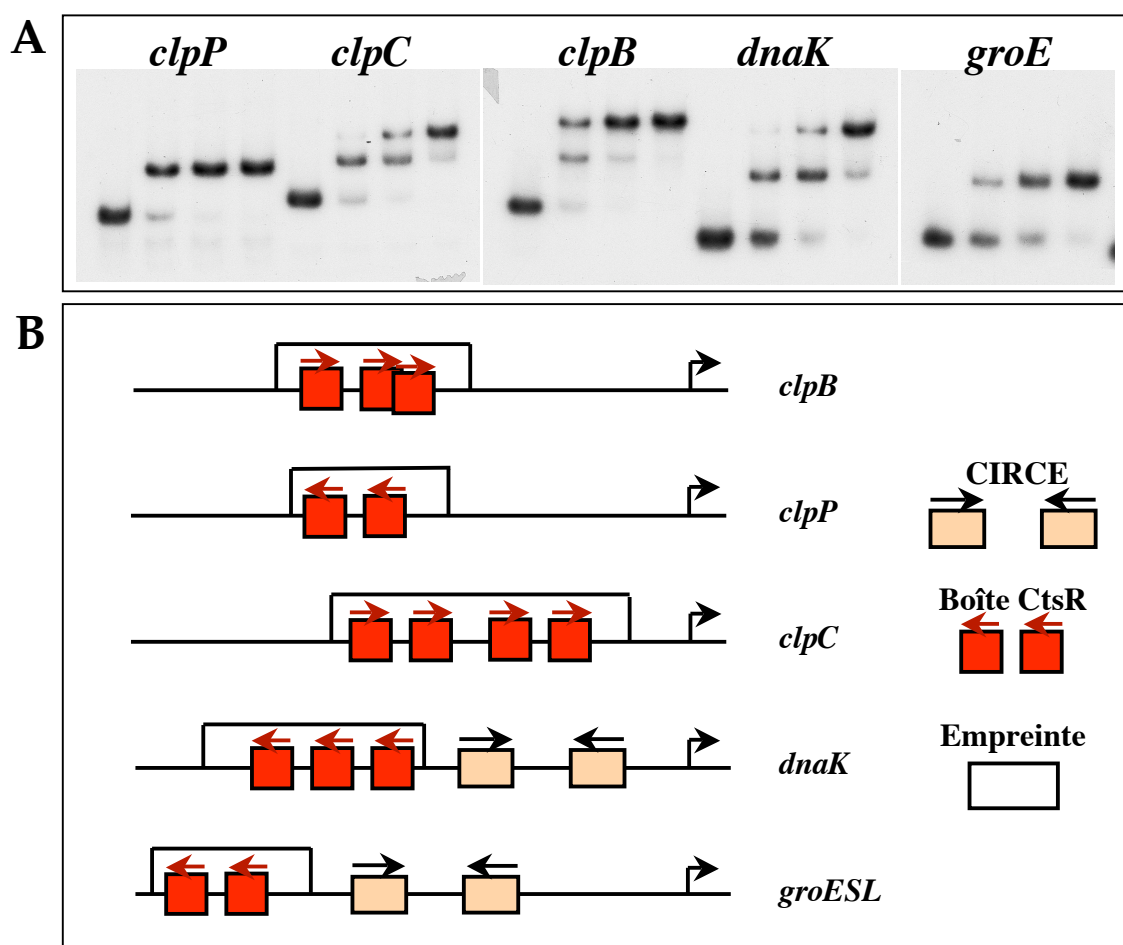 A
clpP clpC clpB dnaK groE
B
clpB
clpP
CIRCE
clpC
Boîte CtsR
dnaK
Empreinte
groESL